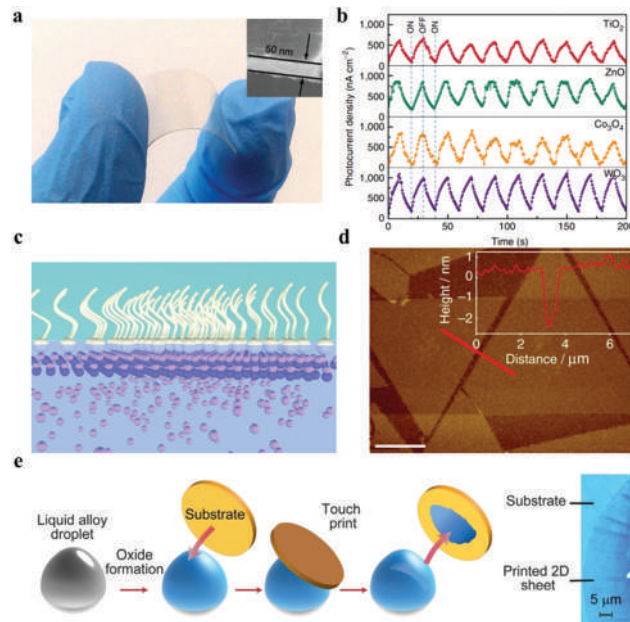 a
50 nm
b
ON
OFF
ON
1,000
500
0
TiO2
1,000
500
0
ZnO
1,000
500
0
Co3O4
1,000
500
0
WO3
Photocurrent density (nA cm−2)
0 50 100 150 200
Time (s)
c
d
1
0
−1
−2
Height / nm
0 2 4 6
Distance / μm
e
Liquid alloy
droplet
Oxide
formation
Substrate
Touch
print
Substrate
Printed 2D
sheet
5 μm